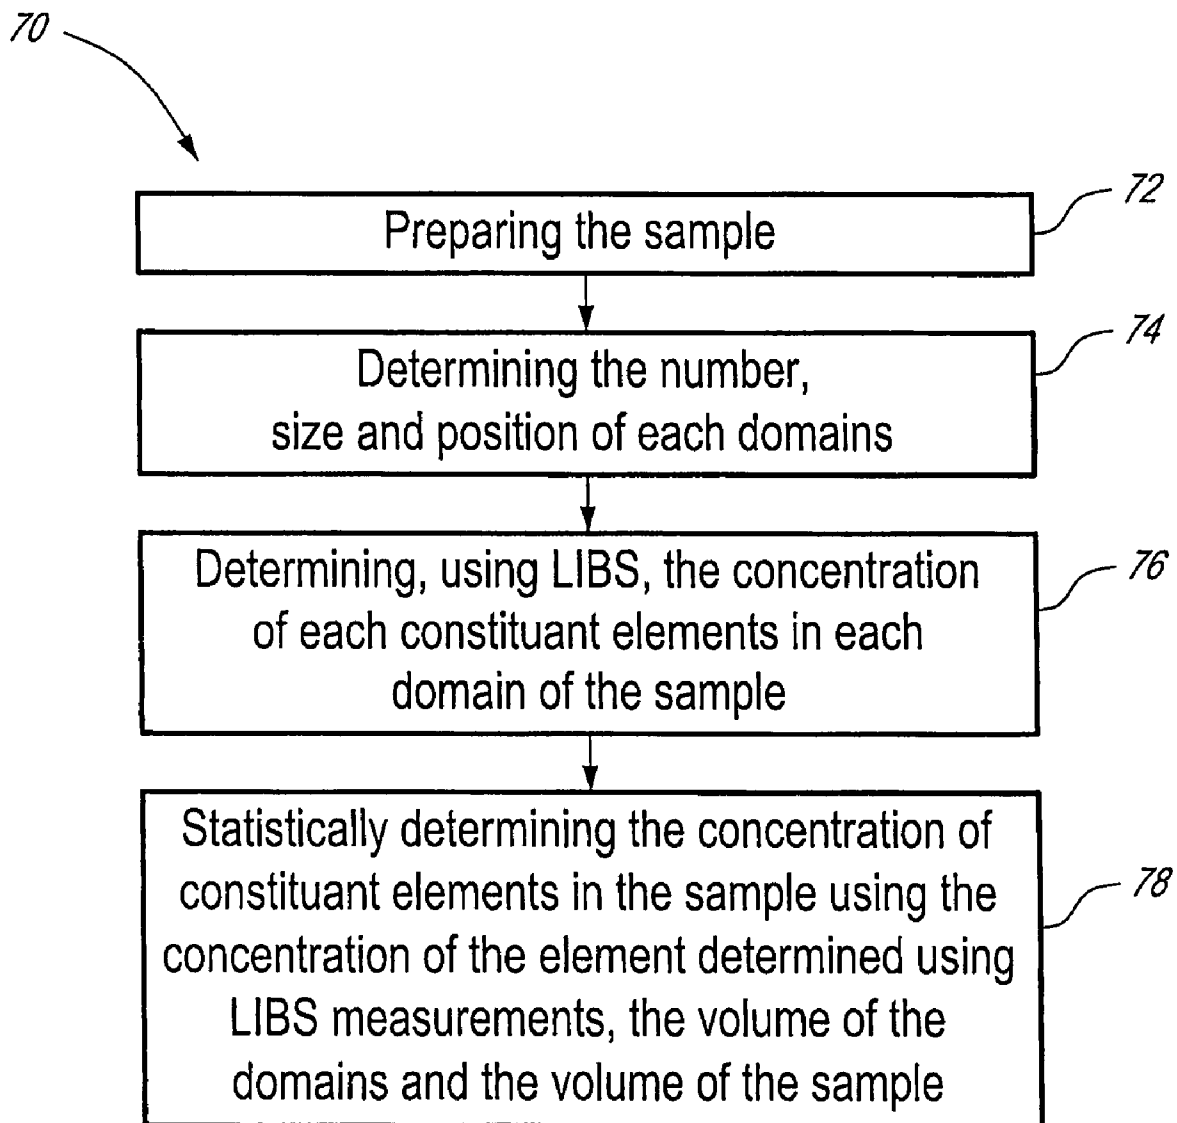 70
72
Preparing the sample
74
Determining the number,
size and position of each domains
76
Determining, using LIBS, the concentration
of each constituant elements in each
domain of the sample
78
Statistically determining the concentration of
constituant elements in the sample using the
concentration of the element determined using
LIBS measurements, the volume of the
domains and the volume of the sample